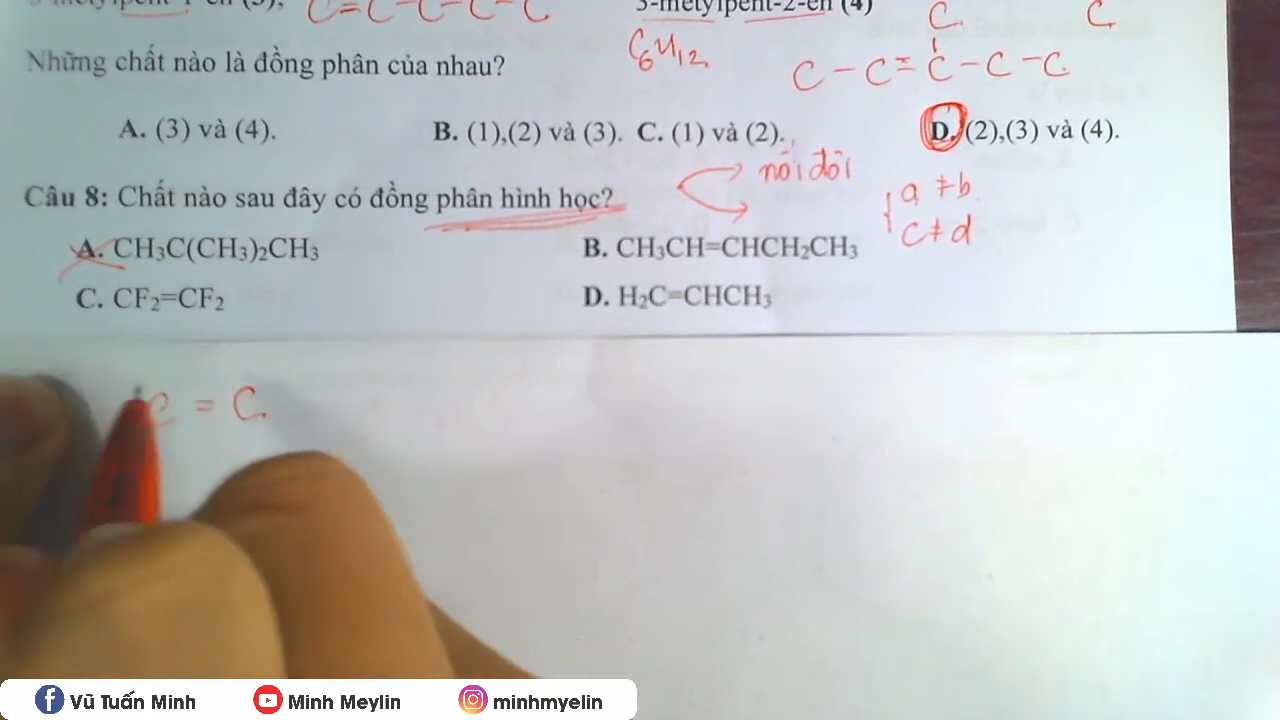 C=C-C-C-C
3-metylpent-2-en (4)
C6H12
C C
C-C=C-C-C
Những chất nào là đồng phân của nhau?
A. (3) và (4). B. (1),(2) và (3). C. (1) và (2). D. (2),(3) và (4).
nối đôi
Câu 8: Chất nào sau đây có đồng phân hình học?
a ≠ b
c ≠ d
A. CH₃C(CH₃)₂CH₃ B. CH₃CH=CHCH₂CH₃
C. CF₂=CF₂ D. H₂C=CHCH₃
C = C
Vũ Tuấn Minh Minh Meylin minhmyelin